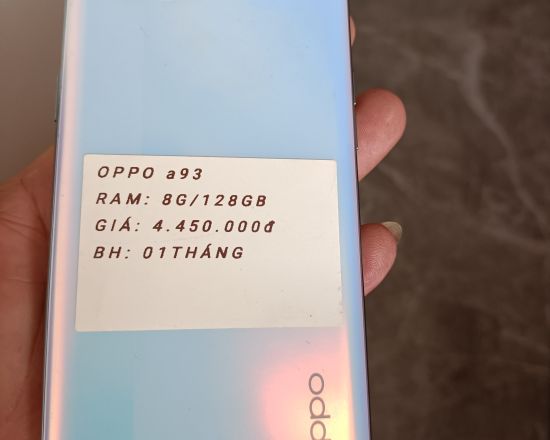 OPPO a93
RAM: 8G/128GB
GIÁ: 4.450.000đ
BH: 01THÁNG
oppo